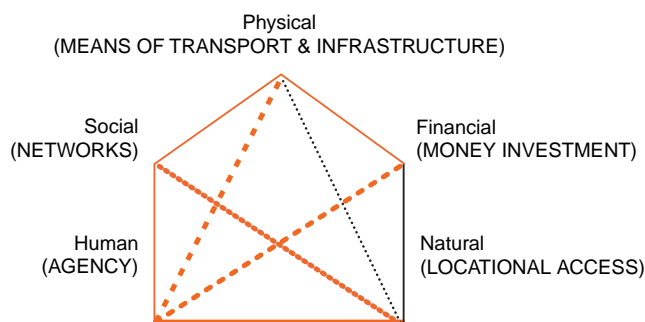 Physical
(MEANS OF TRANSPORT & INFRASTRUCTURE)
Social
(NETWORKS)
Financial
(MONEY INVESTMENT)
Human
(AGENCY)
Natural
(LOCATIONAL ACCESS)